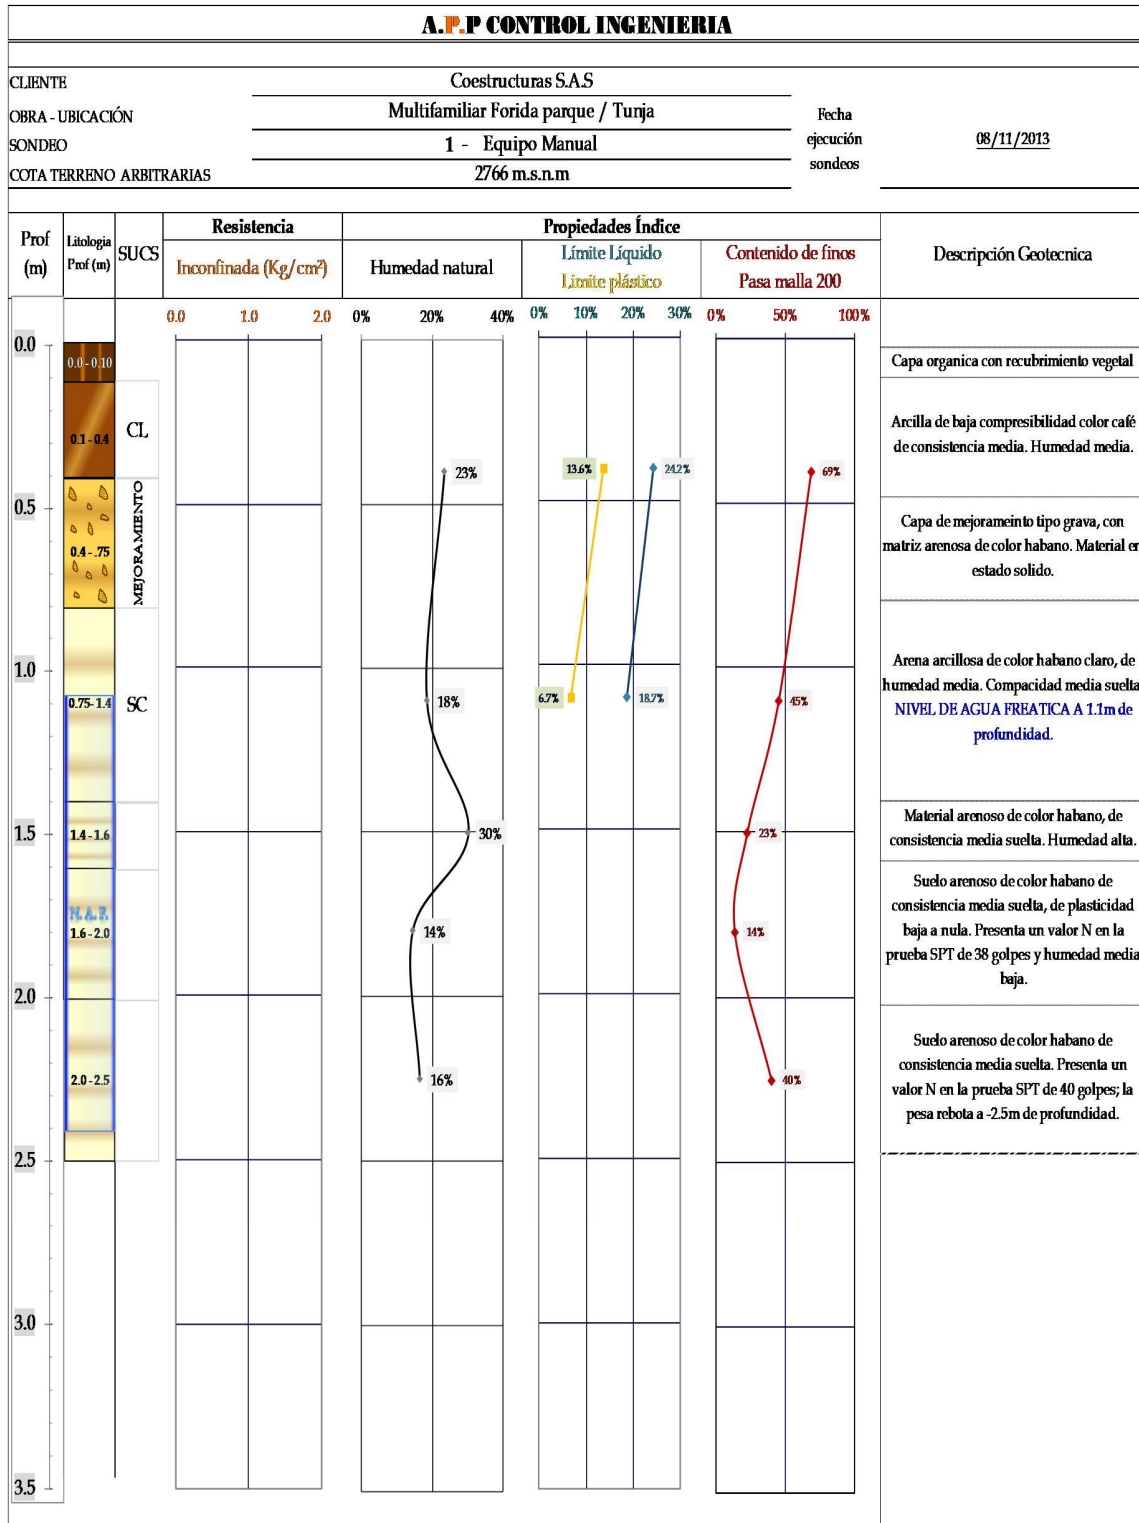 A.P.P CONTROL INGENIERIA
CLIENTE
Coestructuras S.A.S
OBRA - UBICACIÓN
Multifamiliar Forida parque / Tunja
SONDEO
1 - Equipo Manual
COTA TERRENO ARBITRARIAS
2766 m.s.n.m
Fecha
ejecución
sondeos
08/11/2013
Prof
(m)
Litologia
Prof (m)
SUCS
Resistencia
Inconfinada (Kg/cm²)
Propiedades Índice
Humedad natural
Límite Líquido
Limite plástico
Contenido de finos
Pasa malla 200
Descripción Geotecnica
0.0 1.0 2.0
0% 20% 40%
0% 10% 20% 30%
0% 50% 100%
0.0
0.5
1.0
1.5
2.0
2.5
3.0
3.5
0.0 - 0.10
0.1 - 0.4
0.4 - .75
0.75- 1.4
1.4 - 1.6
N.A.F.
1.6 - 2.0
2.0 - 2.5
CL
MEJORAMIENTO
SC
23%
18%
30%
14%
16%
13.6%
24.2%
6.7%
18.7%
69%
45%
23%
14%
40%
Capa organica con recubrimiento vegetal
Arcilla de baja compresibilidad color café
de consistencia media. Humedad media.
Capa de mejorameinto tipo grava, con
matriz arenosa de color habano. Material en
estado solido.
Arena arcillosa de color habano claro, de
humedad media. Compacidad media suelta
NIVEL DE AGUA FREATICA A 1.1m de
profundidad.
Material arenoso de color habano, de
consistencia media suelta. Humedad alta.
Suelo arenoso de color habano de
consistencia media suelta, de plasticidad
baja a nula. Presenta un valor N en la
prueba SPT de 38 golpes y humedad media
baja.
Suelo arenoso de color habano de
consistencia media suelta. Presenta un
valor N en la prueba SPT de 40 golpes; la
pesa rebota a -2.5m de profundidad.